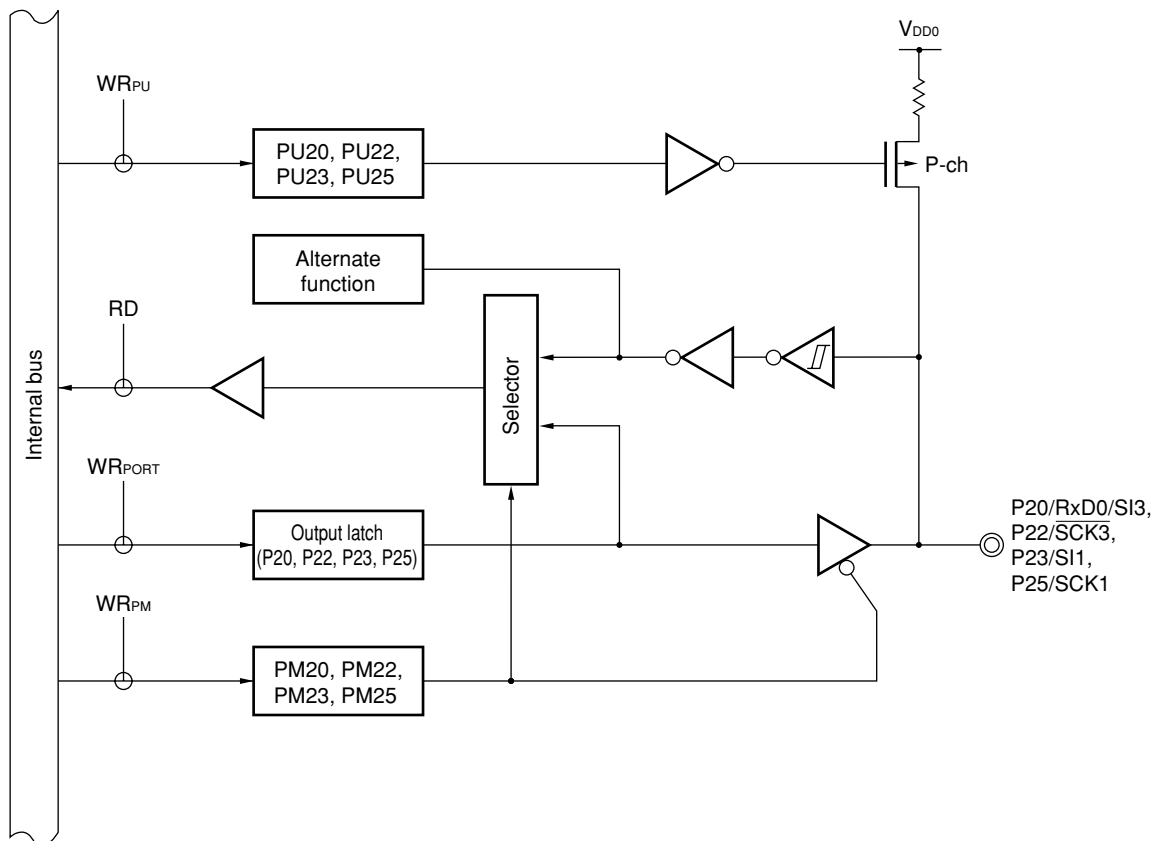 VDD0
WRPU
PU20, PU22,
PU23, PU25
P-ch
Alternate
function
RD
Selector
Internal bus
WRPORT
Output latch
(P20, P22, P23, P25)
P20/RxD0/SI3,
P22/SCK3,
P23/SI1,
P25/SCK1
WRPM
PM20, PM22,
PM23, PM25